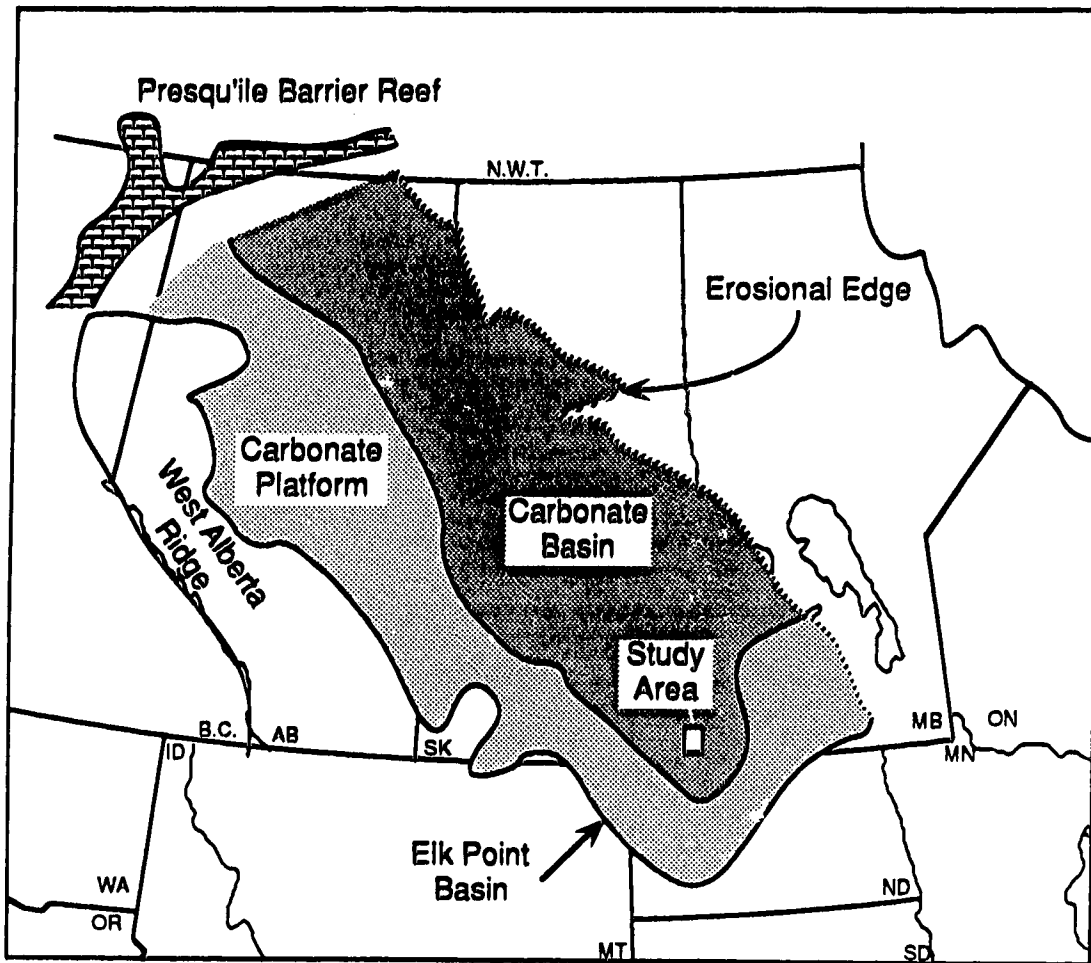 Presqu'ile Barrier Reef
N.W.T.
Erosional Edge
Carbonate
Platform
Carbonate
Basin
West Alberta
Ridge
Study
Area
B.C.
AB
SK
MB
ON
ID
MN
Elk Point
Basin
WA
OR
ND
MT
SD